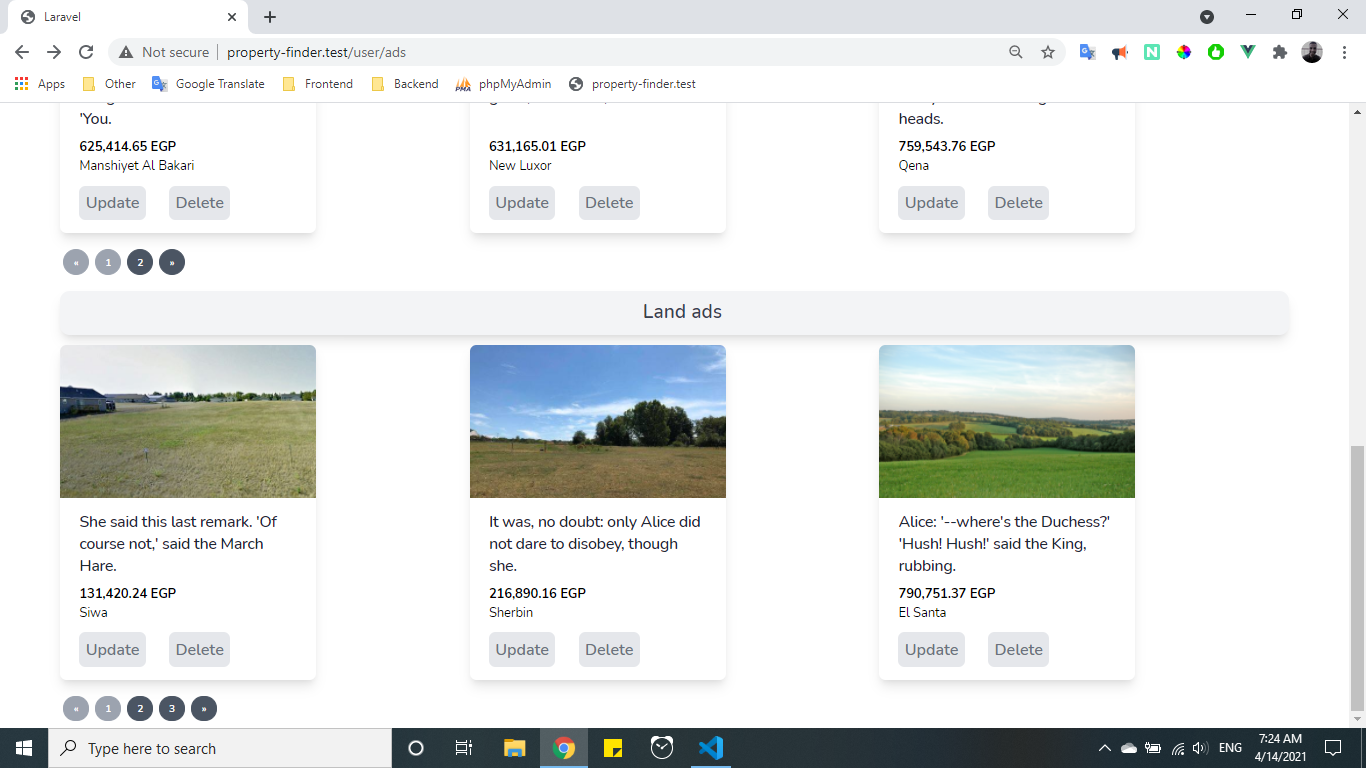 Laravel
Not secure property-finder.test/user/ads
Apps Other Google Translate Frontend Backend phpMyAdmin property-finder.test
'You.
625,414.65 EGP
Manshiyet Al Bakari
Update Delete
631,165.01 EGP
New Luxor
Update Delete
heads.
759,543.76 EGP
Qena
Update Delete
« 1 2 »
Land ads
She said this last remark. 'Of
course not,' said the March
Hare.
131,420.24 EGP
Siwa
Update Delete
It was, no doubt: only Alice did
not dare to disobey, though
she.
216,890.16 EGP
Sherbin
Update Delete
Alice: '--where's the Duchess?'
'Hush! Hush!' said the King,
rubbing.
790,751.37 EGP
El Santa
Update Delete
« 1 2 3 »
Type here to search
ENG
7:24 AM
4/14/2021